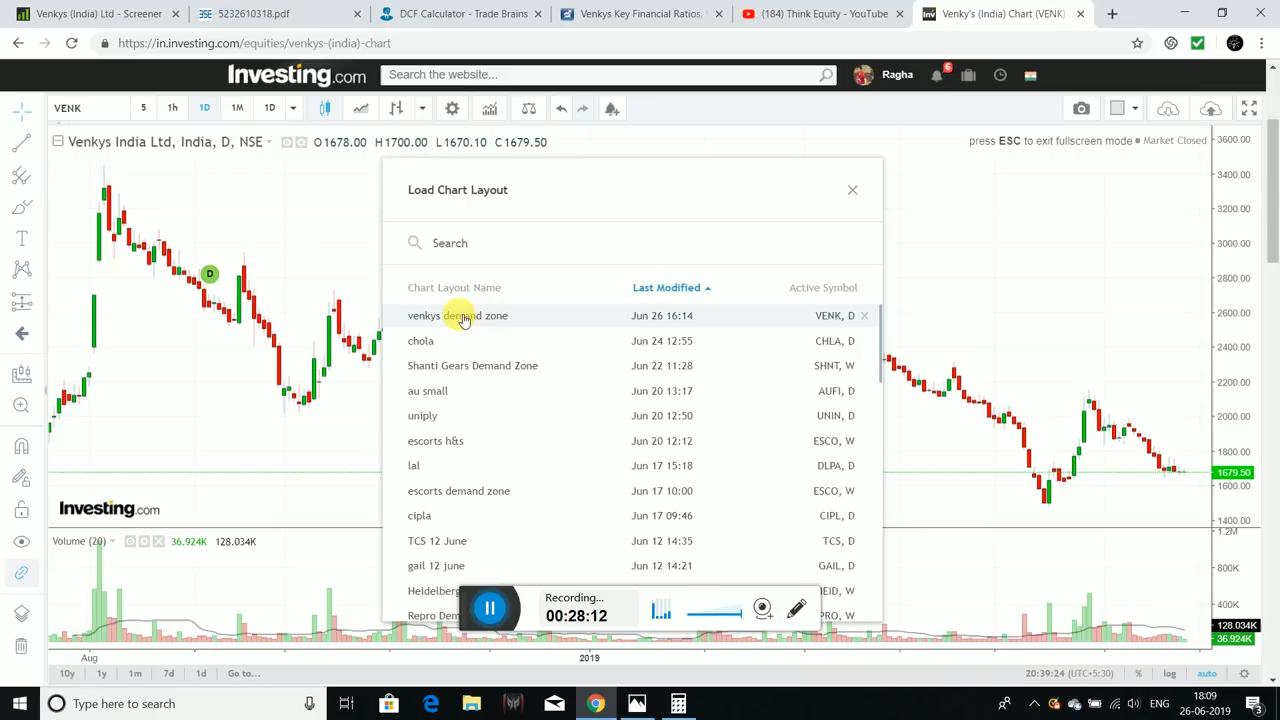 Venkys (India) Ltd - Screener
5232610318.pdf
DCF Calculator - Trade Brains
Venkys Key Financial Ratios,
(184) Think Equity - YouTube
Venky's (India) Chart (VENK)
https://in.investing.com/equities/venkys-(india)-chart
Investing.com
Search the website...
Ragha
6
VENK
5
1h
1D
1M
1D
Venkys India Ltd, India, D, NSE
O1678.00 H1700.00 L1670.10 C1679.50
press ESC to exit fullscreen mode
Market Closed
Load Chart Layout
Search
Chart Layout Name Last Modified Active Symbol
venkys demand zone Jun 26 16:14 VENK, D
chola Jun 24 12:55 CHLA, D
Shanti Gears Demand Zone Jun 22 11:28 SHNT, W
au small Jun 20 13:17 AUFI, D
uniply Jun 20 12:50 UNIN, D
escorts h&s Jun 20 12:12 ESCO, W
lal Jun 17 15:18 DLPA, D
escorts demand zone Jun 17 10:00 ESCO, W
cipla Jun 17 09:46 CIPL, D
TCS 12 June Jun 12 14:35 TCS, D
gail 12 june Jun 12 14:21 GAIL, D
D
3600.00
3400.00
3200.00
3000.00
2800.00
2600.00
2400.00
2200.00
2000.00
1800.00
1679.50
1600.00
1400.00
Investing.com
Volume (20)
36.924K 128.034K
1.2M
800K
400K
128.034K
36.924K
Recording...
00:28:12
Aug
2019
10y
1y
1m
7d
1d
Go to...
20:39:24 (UTC+5:30)
%
log
auto
Type here to search
ENG
18:09
26-06-2019
3